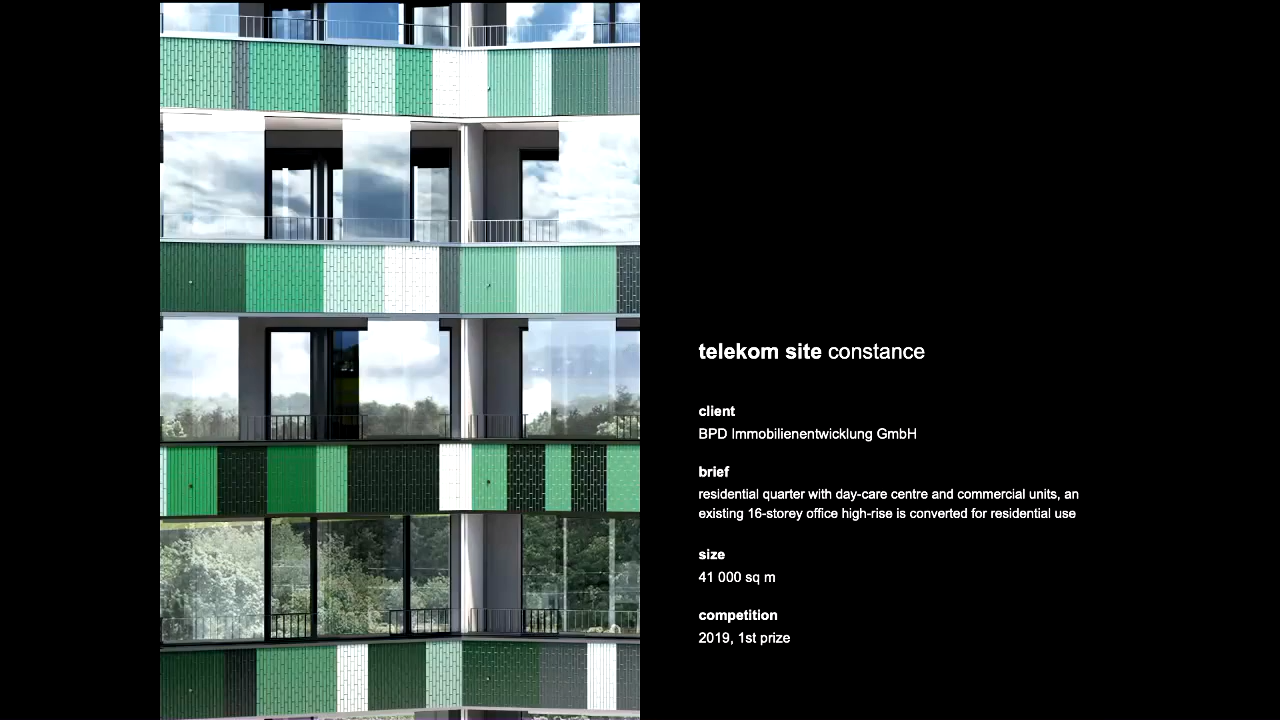 telekom site constance
client
BPD Immobilienentwicklung GmbH
brief
residential quarter with day-care centre and commercial units, an
existing 16-storey office high-rise is converted for residential use
size
41 000 sq m
competition
2019, 1st prize